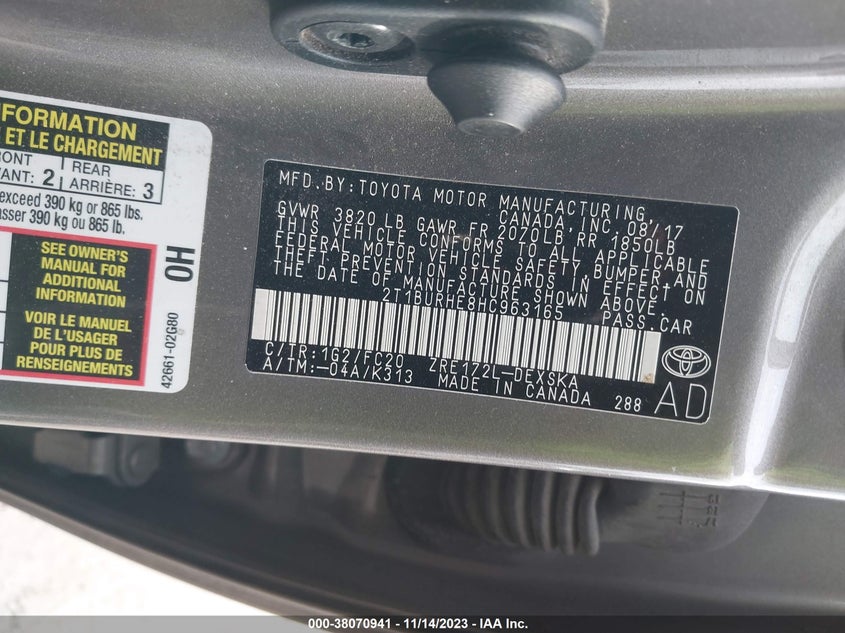 NFORMATION
ET LE CHARGEMENT
RONT
VANT: 2
REAR
ARRIÈRE: 3
exceed 390 kg or 865 lbs.
asser 390 kg ou 865 lb.
SEE OWNER'S
MANUAL FOR
ADDITIONAL
INFORMATION
VOIR LE MANUEL
DE L'USAGER
POUR PLUS DE
RENSEIGNEMENTS
0H
42661-02G80
MFD.BY:TOYOTA MOTOR MANUFACTURING,
CANADA,INC. 08/17
GVWR 3820 LB GAWR FR 2070LB RR 1850LB
THIS VEHICLE CONFORMS TO ALL APPLICABLE
FEDERAL MOTOR VEHICLE SAFETY, BUMPER,AND
THEFT PREVENTION STANDARDS IN EFFECT ON
THE DATE OF MANUFACTURE SHOWN ABOVE.
2T1BURHE8HC963165 PASS.CAR
C/TR:1G2/FC20 ZRE172L-DEXSKA
A/TM:-04A/K313 MADE IN CANADA 288
AD
000-38070941 - 11/14/2023 - IAA Inc.